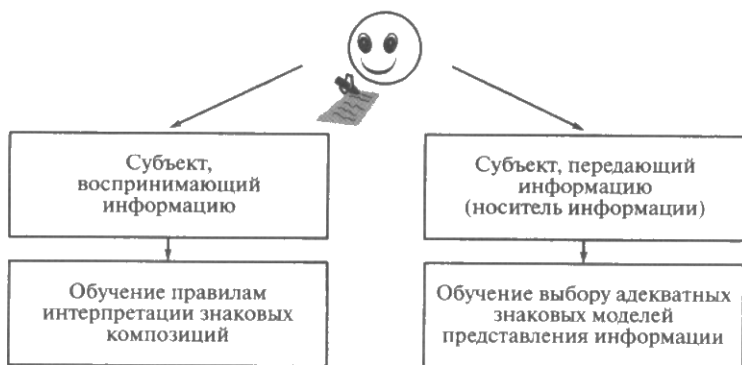 Субъект,
воспринимающий
информацию
Субъект, передающий
информацию
(носитель информации)
Обучение правилам
интерпретации знаковых
композиций
Обучение выбору адекватных
знаковых моделей
представления информации